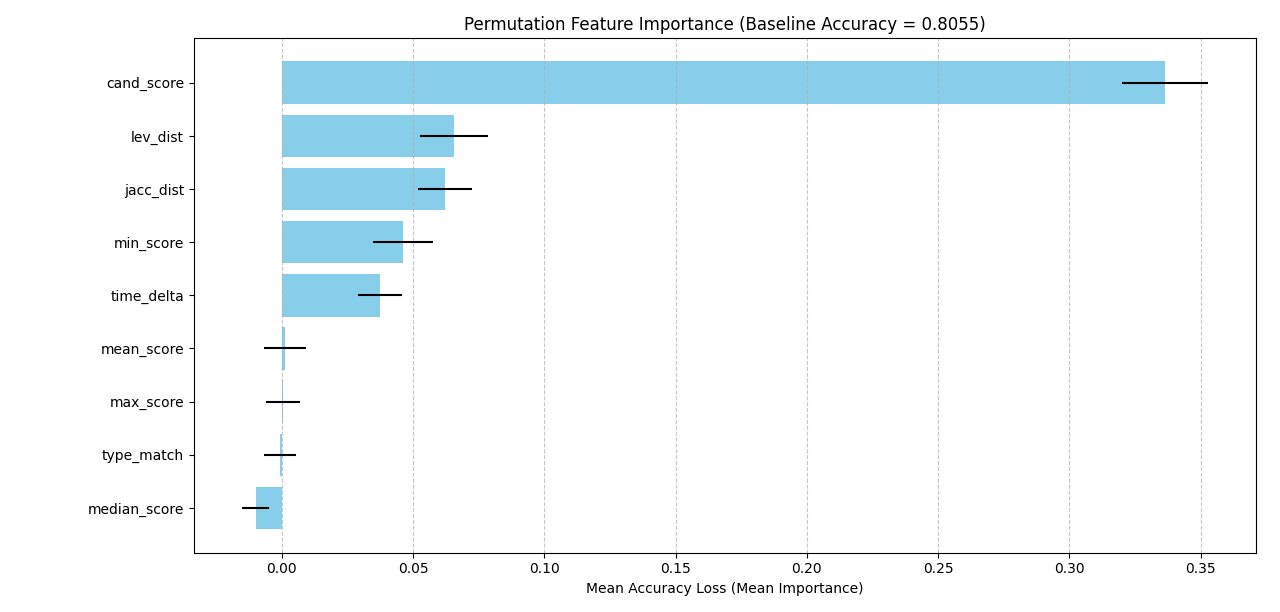 Permutation Feature Importance (Baseline Accuracy = 0.8055)
cand_score
lev_dist
jacc_dist
min_score
time_delta
mean_score
max_score
type_match
median_score
0.00 0.05 0.10 0.15 0.20 0.25 0.30 0.35
Mean Accuracy Loss (Mean Importance)